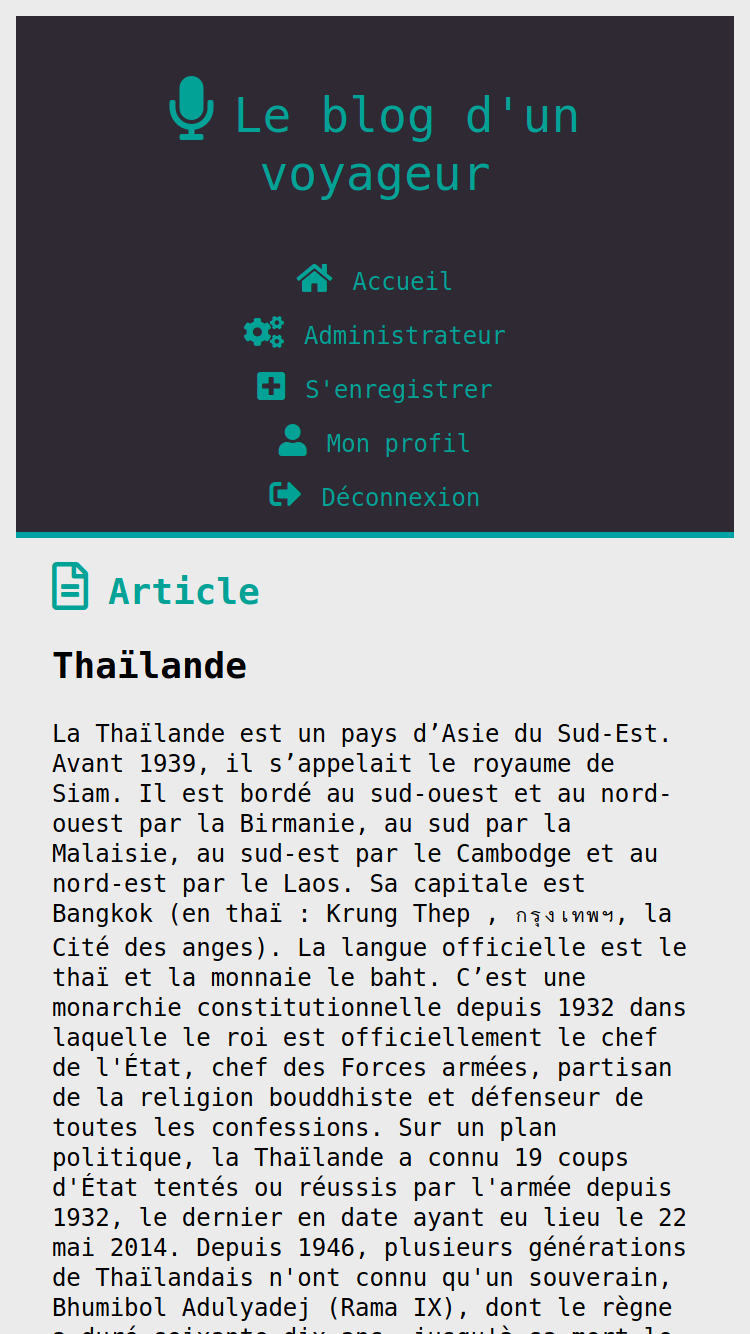 Le blog d'un
voyageur
Accueil
Administrateur
S'enregistrer
Mon profil
Déconnexion
Article
Thaïlande
La Thaïlande est un pays d’Asie du Sud-Est.
Avant 1939, il s’appelait le royaume de
Siam. Il est bordé au sud-ouest et au nord-
ouest par la Birmanie, au sud par la
Malaisie, au sud-est par le Cambodge et au
nord-est par le Laos. Sa capitale est
Bangkok (en thaï : Krung Thep , กรุงเทพฯ, la
Cité des anges). La langue officielle est le
thaï et la monnaie le baht. C’est une
monarchie constitutionnelle depuis 1932 dans
laquelle le roi est officiellement le chef
de l'État, chef des Forces armées, partisan
de la religion bouddhiste et défenseur de
toutes les confessions. Sur un plan
politique, la Thaïlande a connu 19 coups
d'État tentés ou réussis par l'armée depuis
1932, le dernier en date ayant eu lieu le 22
mai 2014. Depuis 1946, plusieurs générations
de Thaïlandais n'ont connu qu'un souverain,
Bhumibol Adulyadej (Rama IX), dont le règne
a duré soixante-dix ans, jusqu'à sa mort le